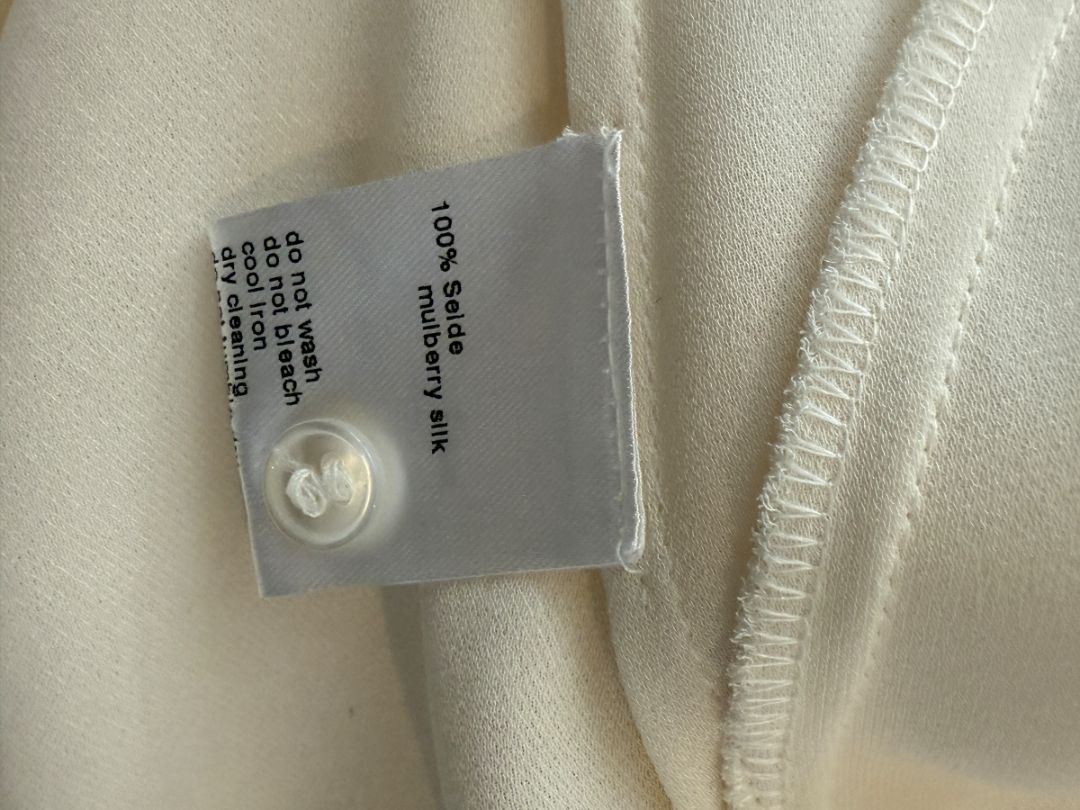 100% Seide
mulberry silk
do not wash
do not bleach
cool iron
dry cleaning